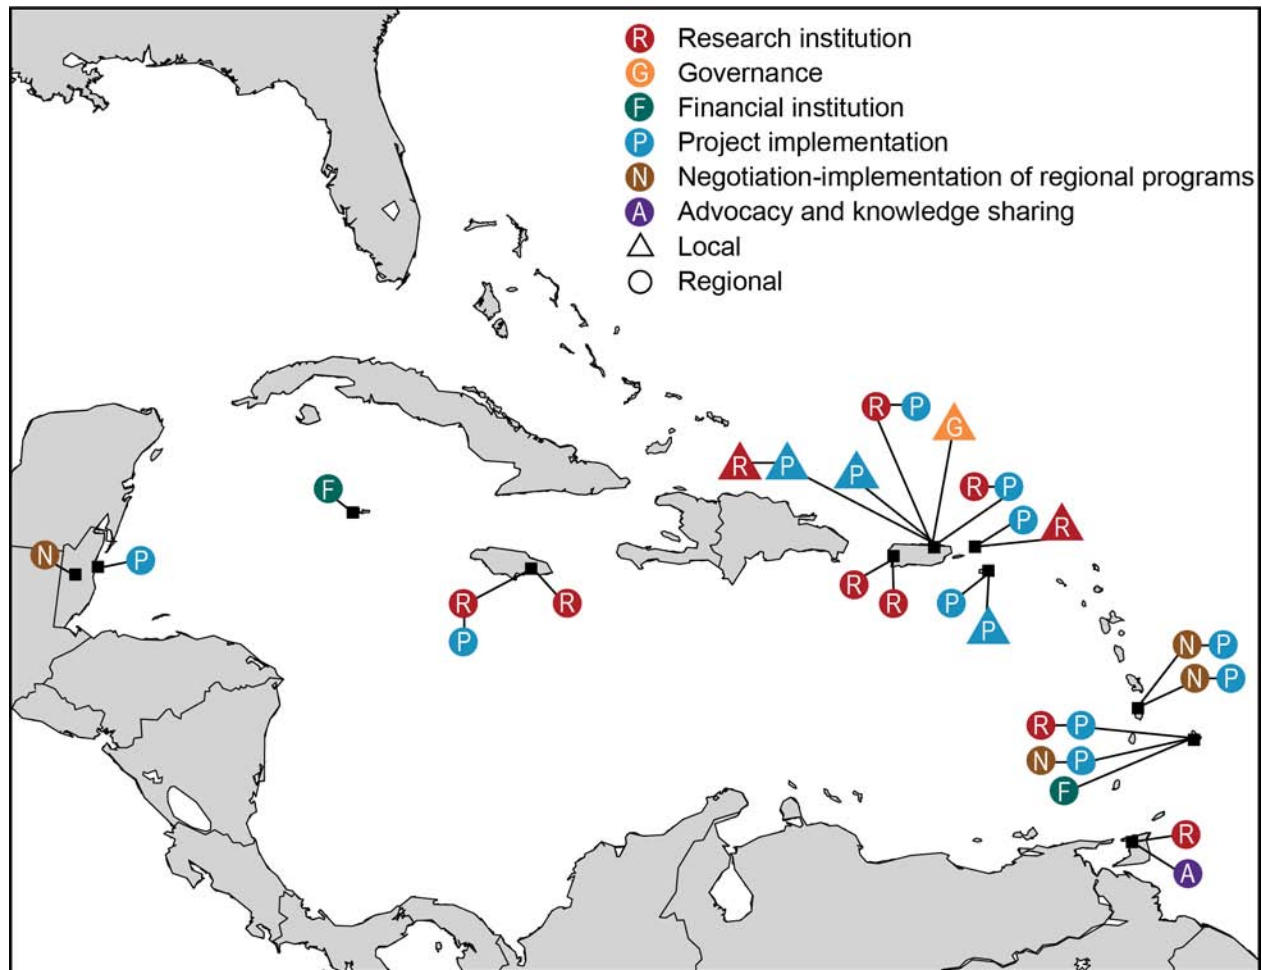 R Research institution
G Governance
F Financial institution
P Project implementation
N Negotiation-implementation of regional programs
A Advocacy and knowledge sharing
Local
Regional
R P
G
R P
P
R P
F
P
R
N
P
R
R
R
R
P
P
P
N P
N P
R P
N P
F
R
A